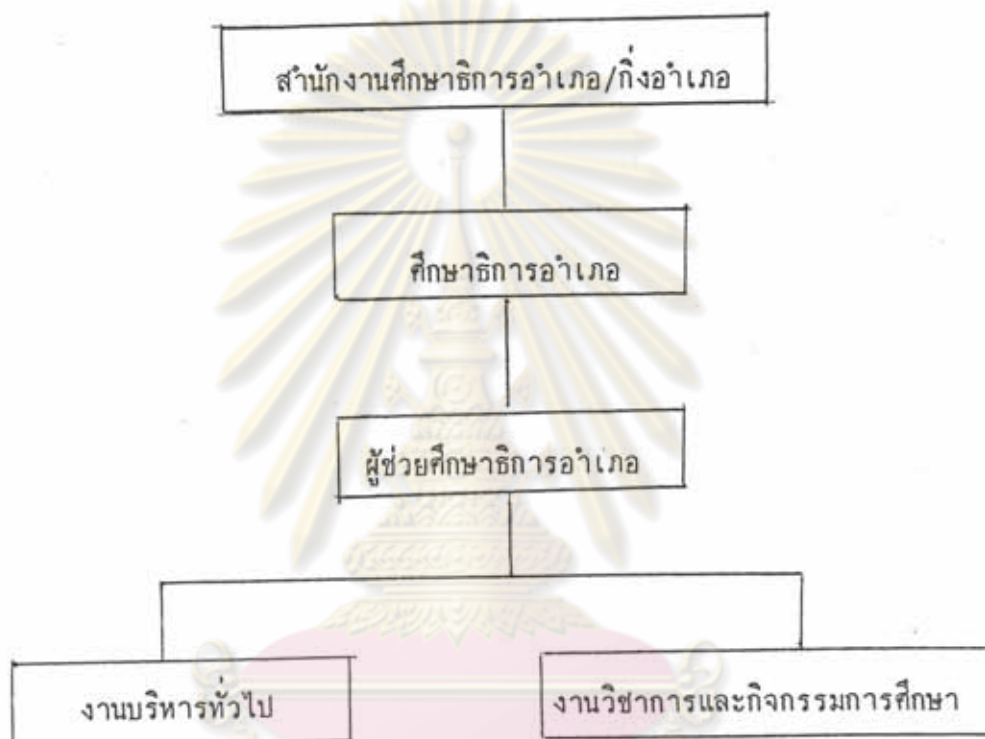 สำนักงานศึกษาธิการอำเภอ/กิ่งอำเภอ
ศึกษาธิการอำเภอ
ผู้ช่วยศึกษาธิการอำเภอ
งานบริหารทั่วไป
งานวิชาการและกิจกรรมการศึกษา